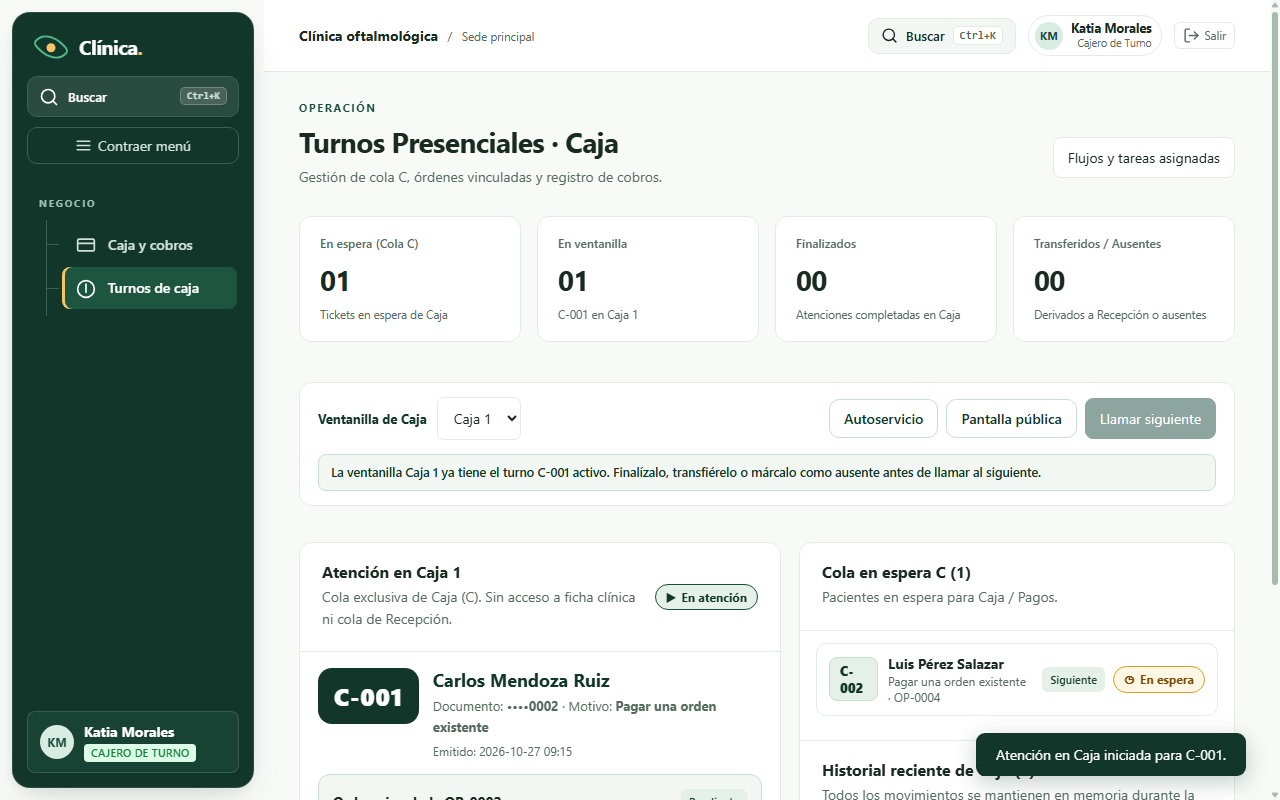 Clínica.
Buscar Ctrl+K
Contraer menú
NEGOCIO
Caja y cobros
Turnos de caja
KM Katia Morales
CAJERO DE TURNO
Clínica oftalmológica / Sede principal
Buscar Ctrl+K
KM Katia Morales
Cajero de Turno
Salir
OPERACIÓN
Turnos Presenciales · Caja
Gestión de cola C, órdenes vinculadas y registro de cobros.
Flujos y tareas asignadas
En espera (Cola C)
01
Tickets en espera de Caja
En ventanilla
01
C-001 en Caja 1
Finalizados
00
Atenciones completadas en Caja
Transferidos / Ausentes
00
Derivados a Recepción o ausentes
Ventanilla de Caja Caja 1
Autoservicio Pantalla pública Llamar siguiente
La ventanilla Caja 1 ya tiene el turno C-001 activo. Finalízalo, transfiérelo o márcalo como ausente antes de llamar al siguiente.
Atención en Caja 1
Cola exclusiva de Caja (C). Sin acceso a ficha clínica
ni cola de Recepción.
En atención
C-001
Carlos Mendoza Ruiz
Documento: ••••0002 · Motivo: Pagar una orden
existente
Emitido: 2026-10-27 09:15
Cola en espera C (1)
Pacientes en espera para Caja / Pagos.
C-
002
Luis Pérez Salazar
Pagar una orden existente
· OP-0004
Siguiente
En espera
Historial reciente de
Todos los movimientos se mantienen en memoria durante la
Atención en Caja iniciada para C-001.